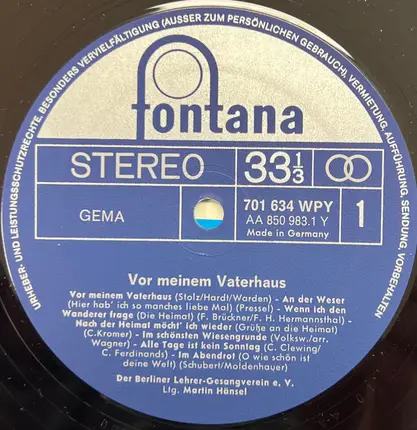 URHEBER- UND LEISTUNGSSCHUTZRECHTE, BESONDERS VERVIELFÄLTIGUNG (AUSSER ZUM PERSÖNLICHEN GEBRAUCH), VERMIETUNG, AUFFÜHRUNG, SENDUNG, VORBEHALTEN
fontana
STEREO 33⅓
GEMA
701 634 WPY
AA 850 983.1 Y
Made in Germany
1
Vor meinem Vaterhaus
Vor meinem Vaterhaus (Stolz/Hardt/Warden) - An der Weser
(Hier hab' ich so manches liebe Mal) (Pressel) - Wenn ich den
Wanderer frage (Die Heimat) (F. Brückner/F. H. Hermannsthal) -
Nach der Heimat möcht' ich wieder (Grüße an die Heimat)
(C.Kromer) - Im schönsten Wiesengrunde (Volksw./arr.
Wagner) - Alle Tage ist kein Sonntag (C. Clewing/
C. Ferdinands) - Im Abendrot (O wie schön ist
deine Welt) (Schubert/Moldenhauer)
Der Berliner Lehrer-Gesangverein e. V.
Ltg. Martin Hänsel